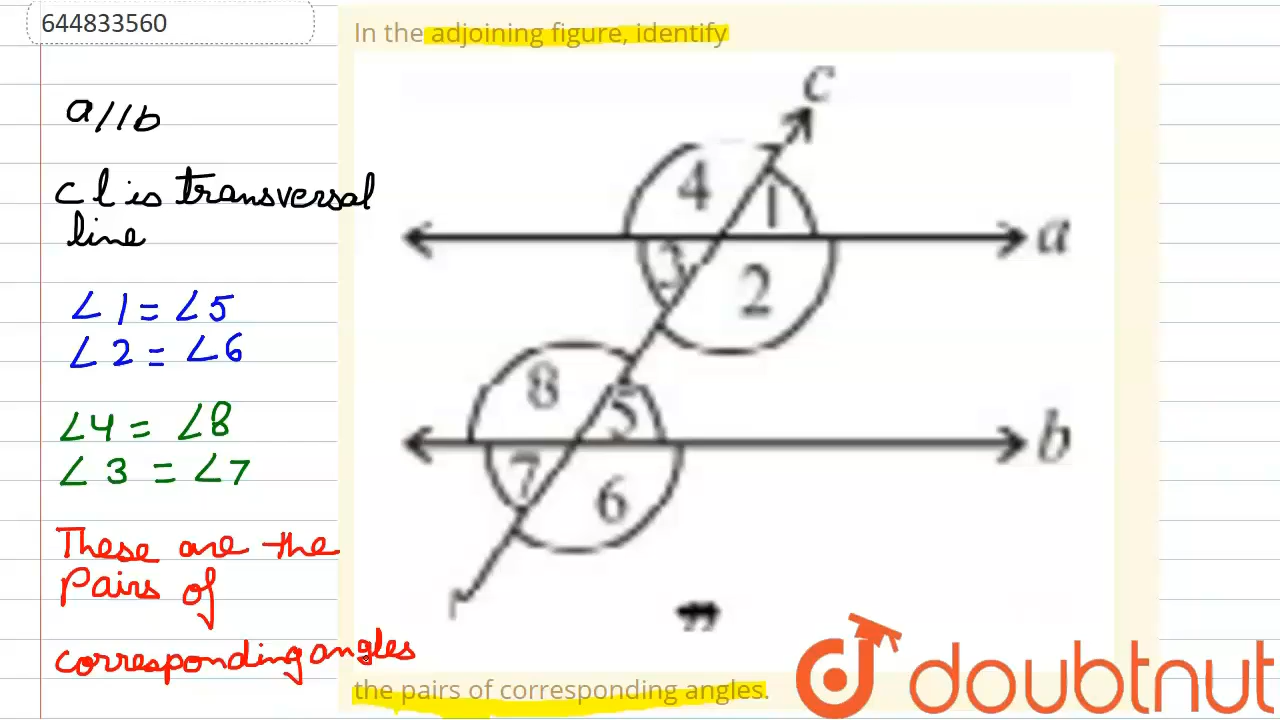 644833560
In the adjoining figure, identify
a//b
c l is transversal
line
∠1 = ∠5
∠2 = ∠6
∠4 = ∠8
∠3 = ∠7
These are the
Pairs of
corresponding angles
c
4
1
a
3
2
8
5
b
7
6
the pairs of corresponding angles.
doubtnut